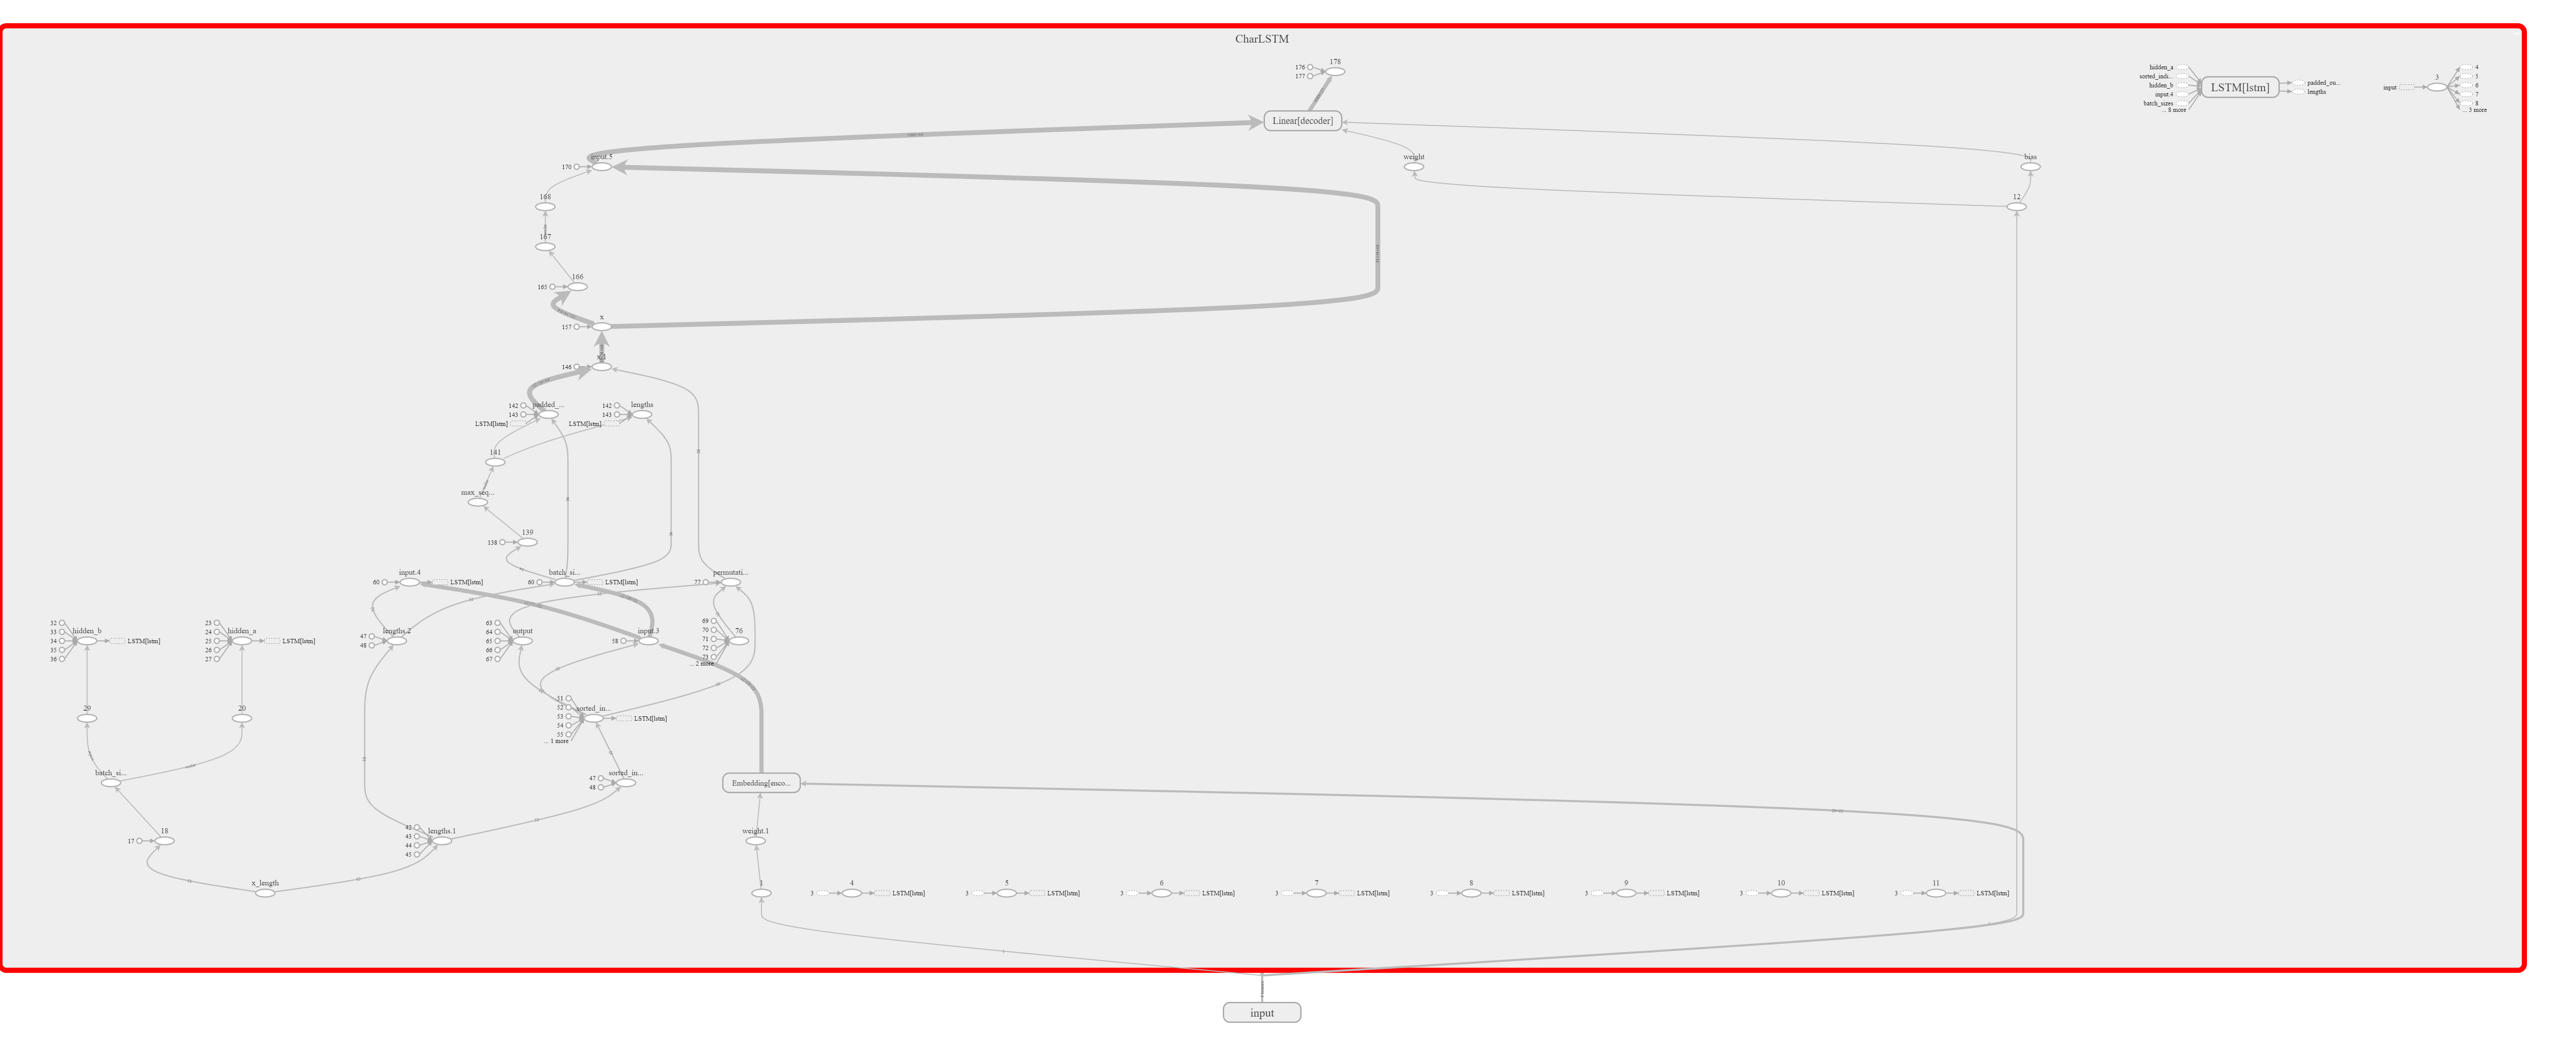 CharLSTM
178
176
177
Linear[decoder]
hidden_a
sorted_indi...
hidden_b
input.4
batch_sizes
... 8 more
LSTM[lstm]
padded_ou...
lengths
input
3
4
5
6
7
8
... 3 more
input.5
170
weight
bias
168
12
167
166
165
x
157
x.1
146
142
padded_...
143
LSTM[lstm]
142
lengths
143
LSTM[lstm]
141
max_seq...
139
138
input.4
60
LSTM[lstm]
batch_si...
60
LSTM[lstm]
permutati...
77
32
33
34
35
36
hidden_b
LSTM[lstm]
23
24
25
26
27
hidden_a
LSTM[lstm]
lengths.2
47
48
63
64
65
66
67
output
input.3
58
69
70
71
72
73
... 2 more
76
29
20
51
52
53
54
55
... 1 more
sorted_in...
LSTM[lstm]
batch_si...
sorted_in...
47
48
Embedding[enco...
18
17
42
43
44
45
lengths.1
weight.1
x_length
1
3
4
LSTM[lstm]
3
5
LSTM[lstm]
3
6
LSTM[lstm]
3
7
LSTM[lstm]
3
8
LSTM[lstm]
3
9
LSTM[lstm]
3
10
LSTM[lstm]
3
11
LSTM[lstm]
input